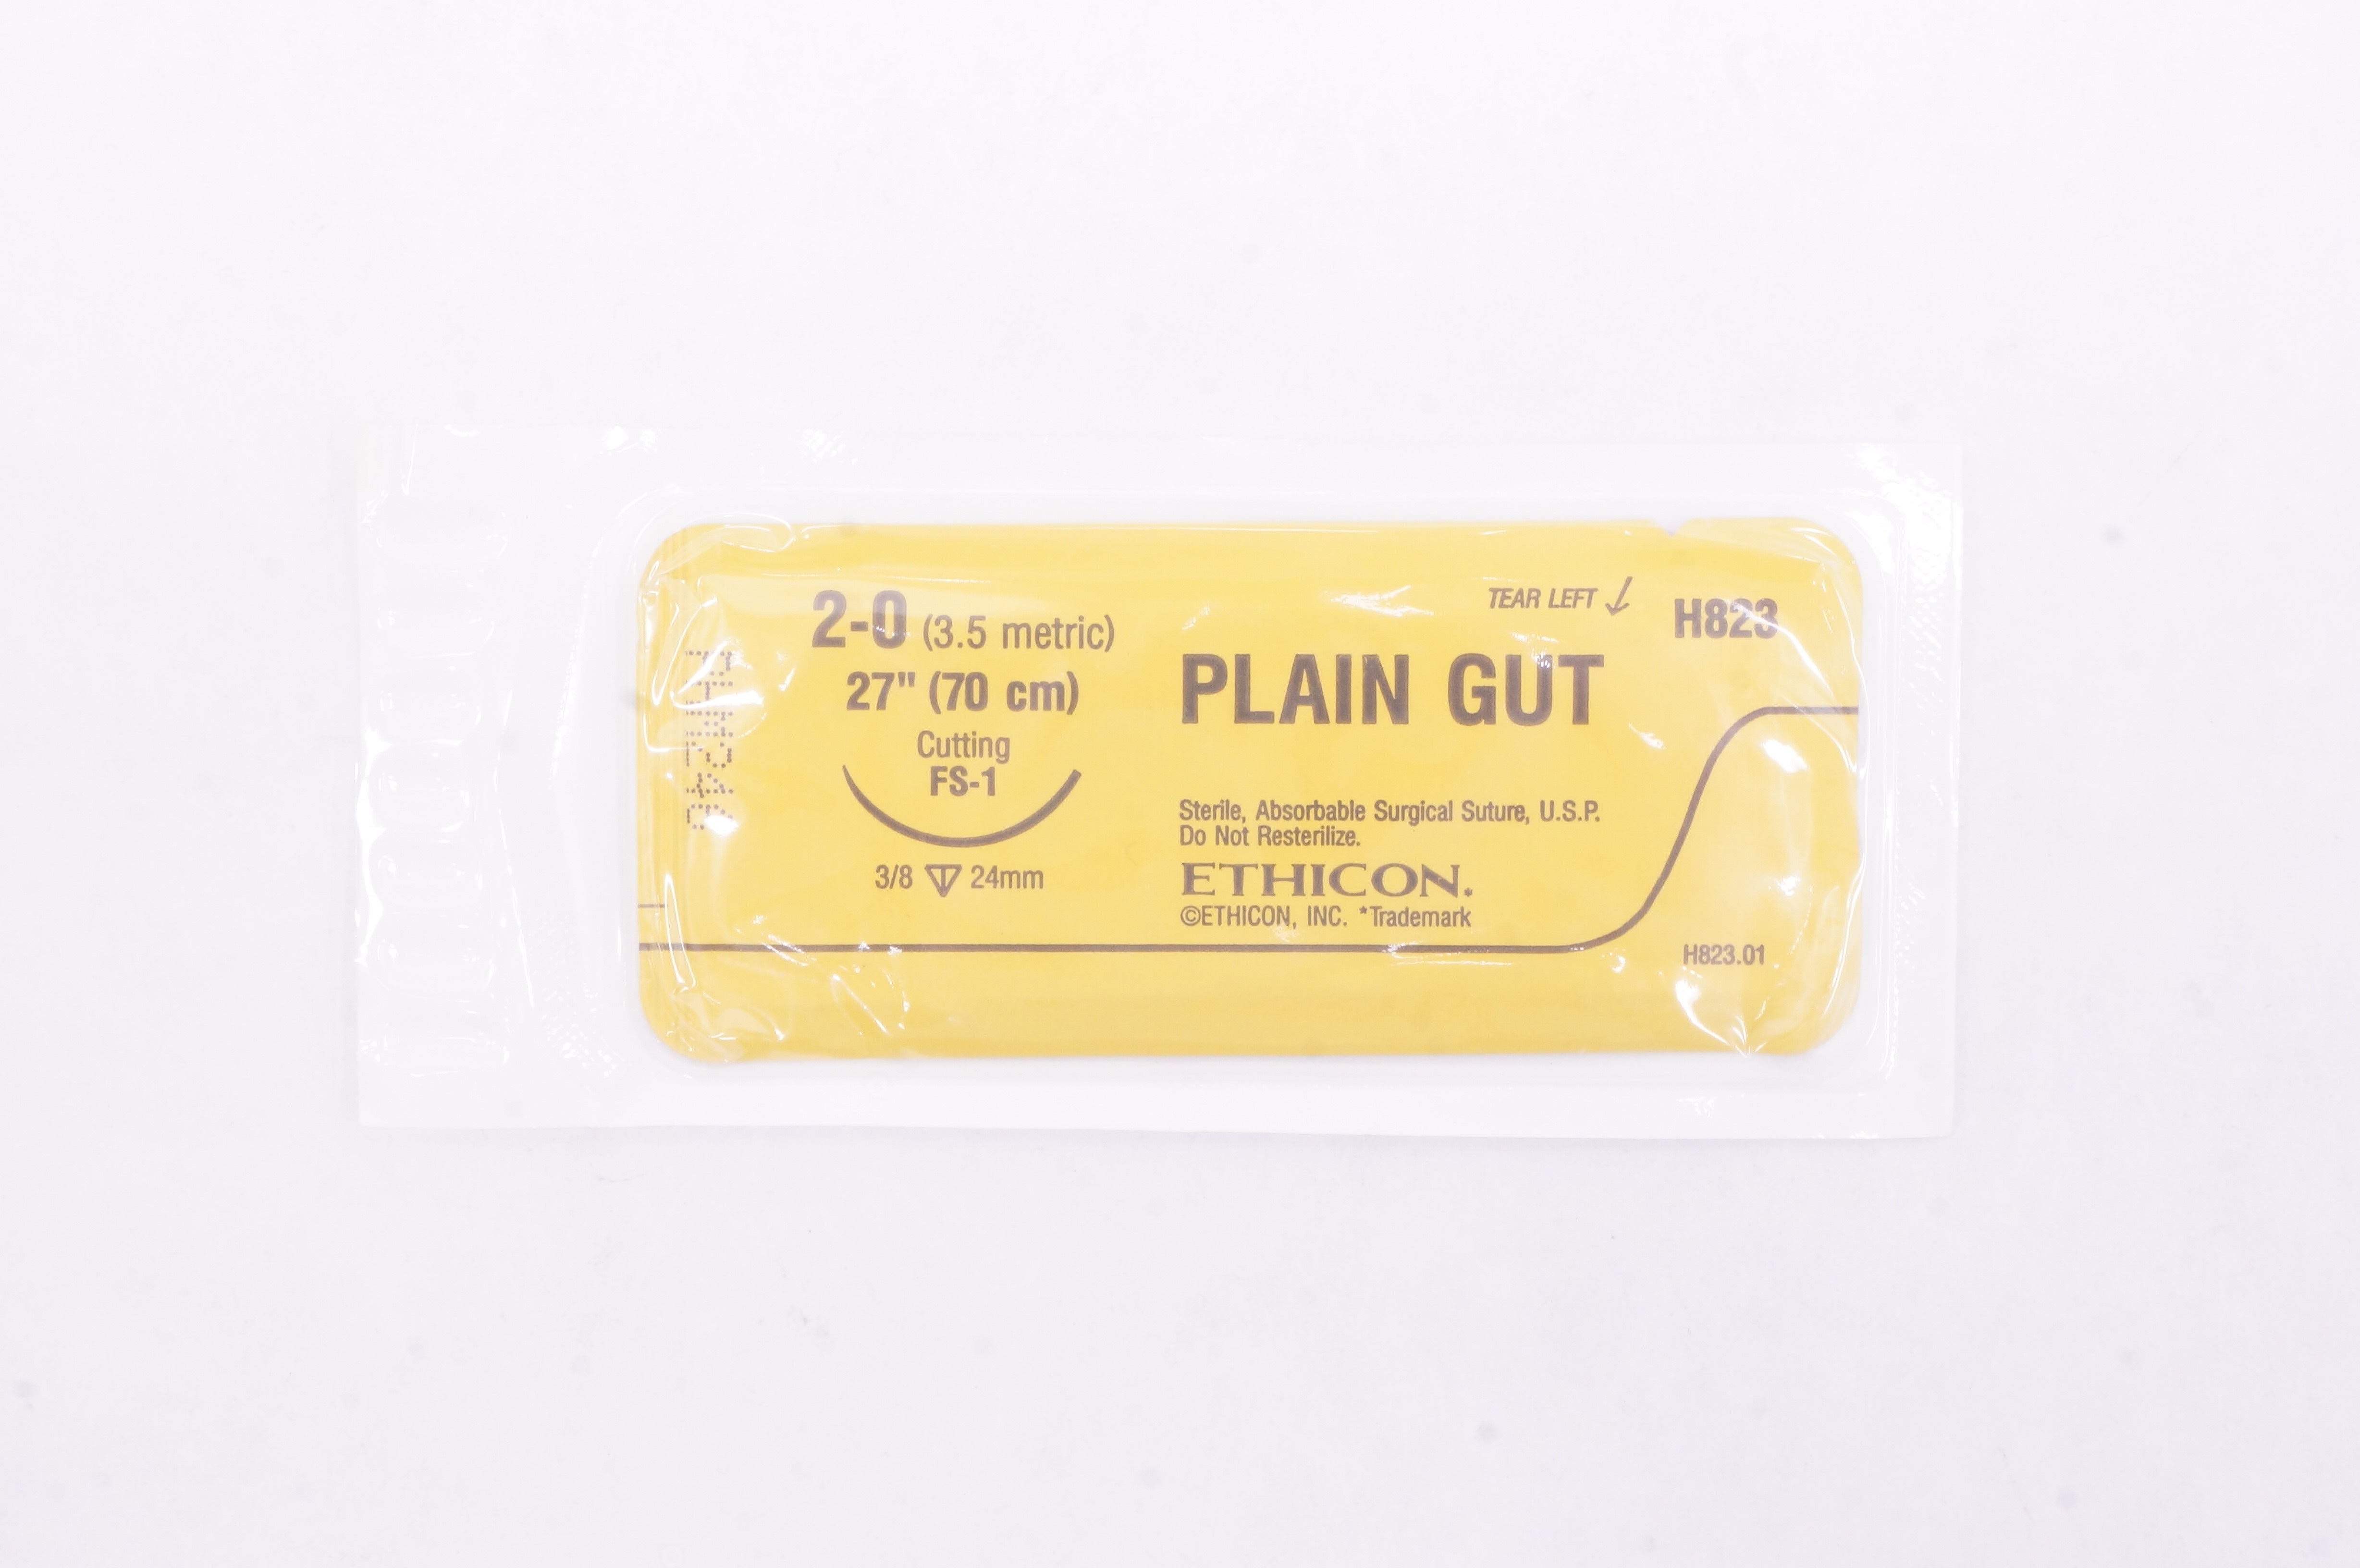 2-0 (3.5 metric)
27" (70 cm)
Cutting
FS-1
3/8 24mm
TEAR LEFT
H823
PLAIN GUT
Sterile, Absorbable Surgical Suture, U.S.P.
Do Not Resterilize.
ETHICON.*
©ETHICON, INC. *Trademark
H823.01